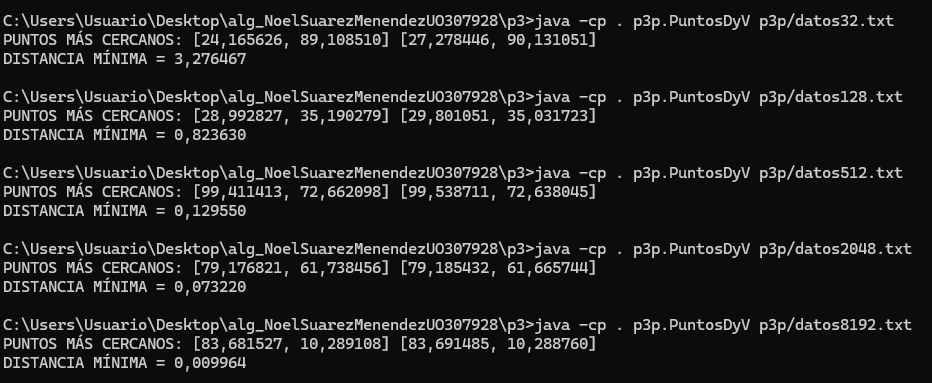 C:\Users\Usuario\Desktop\alg_NoelSuarezMenendezUO307928\p3>java -cp . p3p.PuntosDyV p3p/datos32.txt
PUNTOS MÁS CERCANOS: [24,165626, 89,108510] [27,278446, 90,131051]
DISTANCIA MÍNIMA = 3,276467

C:\Users\Usuario\Desktop\alg_NoelSuarezMenendezUO307928\p3>java -cp . p3p.PuntosDyV p3p/datos128.txt
PUNTOS MÁS CERCANOS: [28,992827, 35,190279] [29,801051, 35,031723]
DISTANCIA MÍNIMA = 0,823630

C:\Users\Usuario\Desktop\alg_NoelSuarezMenendezUO307928\p3>java -cp . p3p.PuntosDyV p3p/datos512.txt
PUNTOS MÁS CERCANOS: [99,411413, 72,662098] [99,538711, 72,638045]
DISTANCIA MÍNIMA = 0,129550

C:\Users\Usuario\Desktop\alg_NoelSuarezMenendezUO307928\p3>java -cp . p3p.PuntosDyV p3p/datos2048.txt
PUNTOS MÁS CERCANOS: [79,176821, 61,738456] [79,185432, 61,665744]
DISTANCIA MÍNIMA = 0,073220

C:\Users\Usuario\Desktop\alg_NoelSuarezMenendezUO307928\p3>java -cp . p3p.PuntosDyV p3p/datos8192.txt
PUNTOS MÁS CERCANOS: [83,681527, 10,289108] [83,691485, 10,288760]
DISTANCIA MÍNIMA = 0,009964